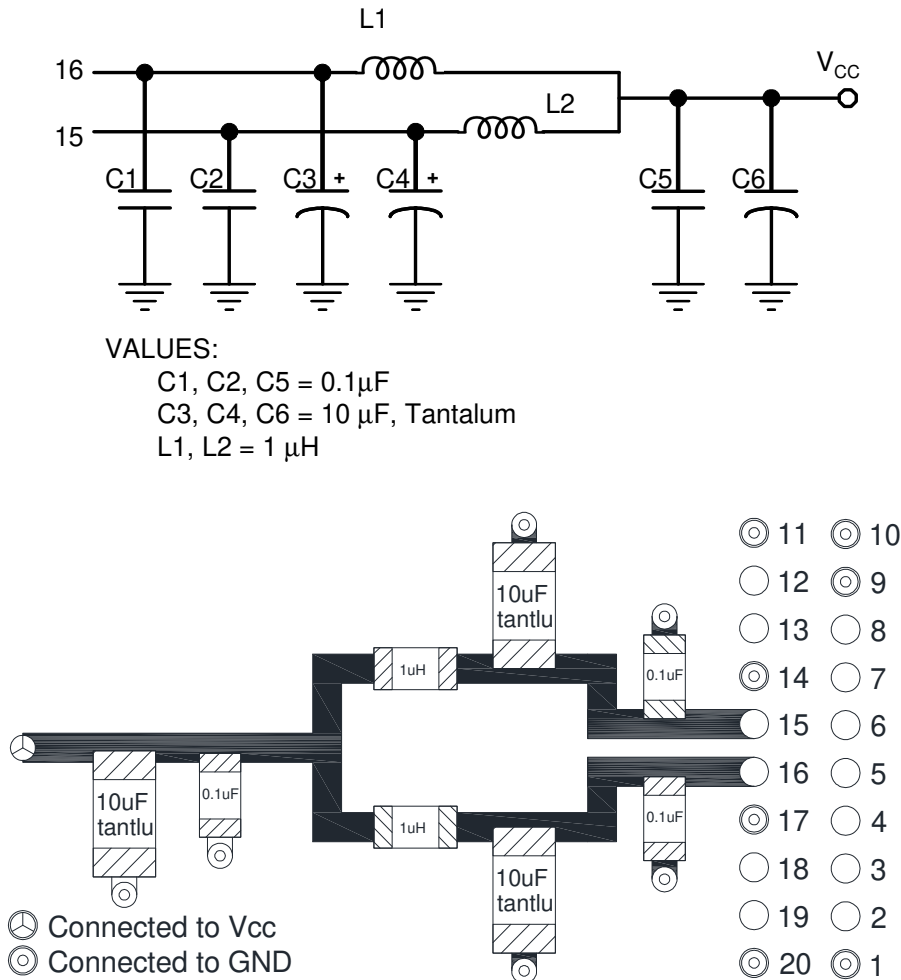 L1
16
V_CC
L2
15
C1
C2
C3 +
C4 +
C5
C6
VALUES:
C1, C2, C5 = 0.1μF
C3, C4, C6 = 10 μF, Tantalum
L1, L2 = 1 μH
11 10
10uF
tantlu
12 9
13 8
1uH
0.1uF
14 7
15 6
16 5
10uF
tantlu
0.1uF
1uH
0.1uF
17 4
10uF
tantlu
18 3
19 2
Connected to Vcc
Connected to GND
20 1